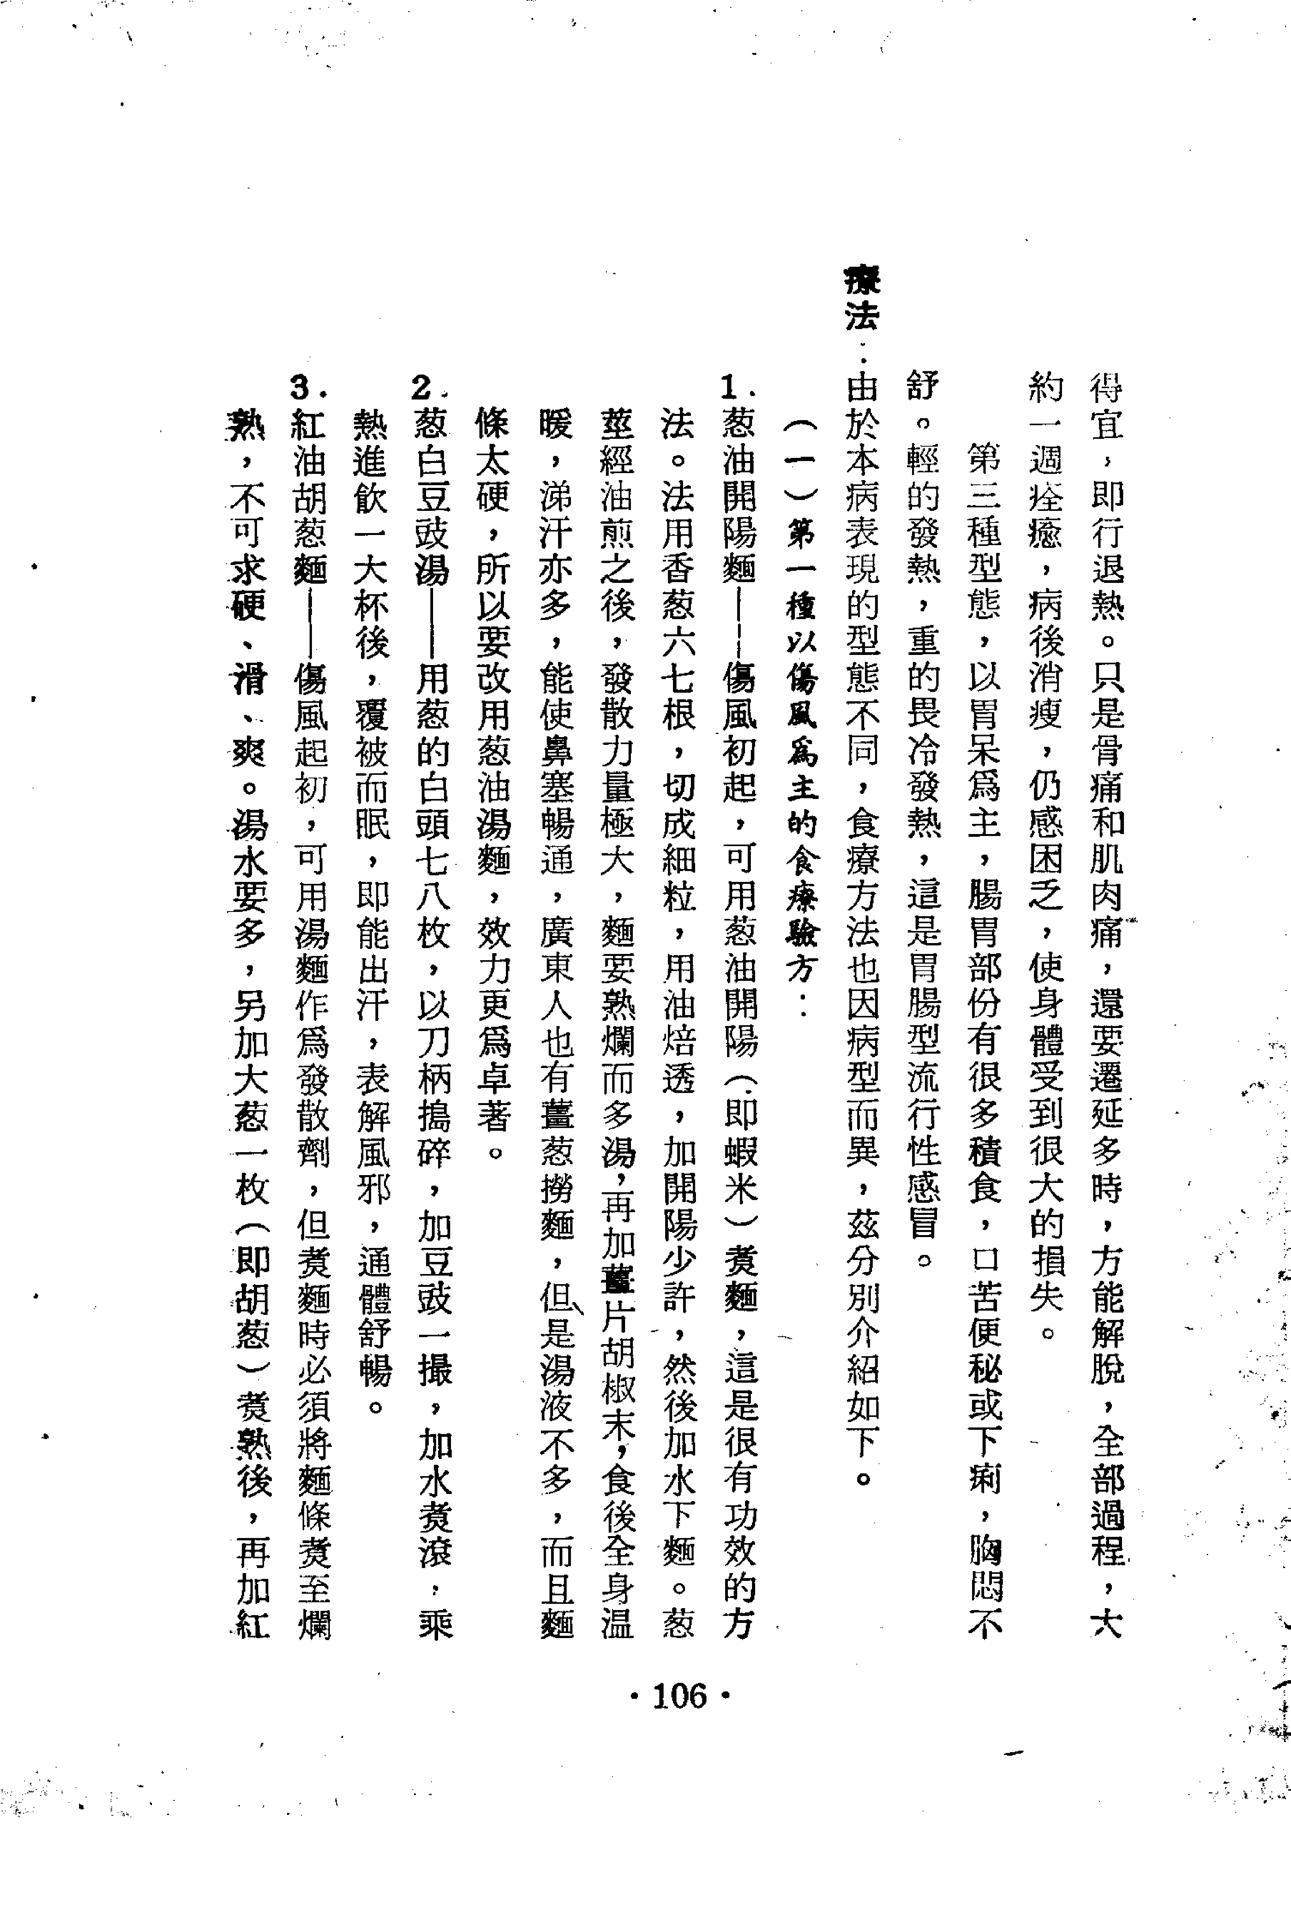 得宜，即行退熱。只是骨痛和肌肉痛，還要遷延多時，方能解脫，全部過程，大
約一週痊癒，病後消瘦，仍感困乏，使身體受到很大的損失。
第三種型態，以胃呆爲主，腸胃部份有很多積食，口苦便秘或下痢，胸悶不
舒。輕的發熱，重的畏冷發熱，這是胃腸型流行性感冒。
療法：由於本病表現的型態不同，食療方法也因病型而異，茲分別介紹如下。
（一）第一種以傷風爲主的食療驗方：
1.葱油開陽麵——傷風初起，可用葱油開陽（即蝦米）煑麵，這是很有功效的方
法。法用香葱六七根，切成細粒，用油焙透，加開陽少許，然後加水下麵。葱
莖經油煎之後，發散力量極大，麵要熟爛而多湯，再加薑片胡椒末，食後全身温
暖，涕汗亦多，能使鼻塞暢通，廣東人也有薑葱撈麵，但是湯液不多，而且麵
條太硬，所以要改用葱油湯麵，效力更爲卓著。
2.葱白豆豉湯——用葱的白頭七八枚，以刀柄搗碎，加豆豉一撮，加水煑滾，乘
熱進飲一大杯後，覆被而眠，即能出汗，表解風邪，通體舒暢。
3.紅油胡葱麵——傷風起初，可用湯麵作爲發散劑，但煑麵時必須將麵條煑至爛
熟，不可求硬、滑、爽。湯水要多，另加大葱一枚（即胡葱）煑熟後，再加紅
·106·